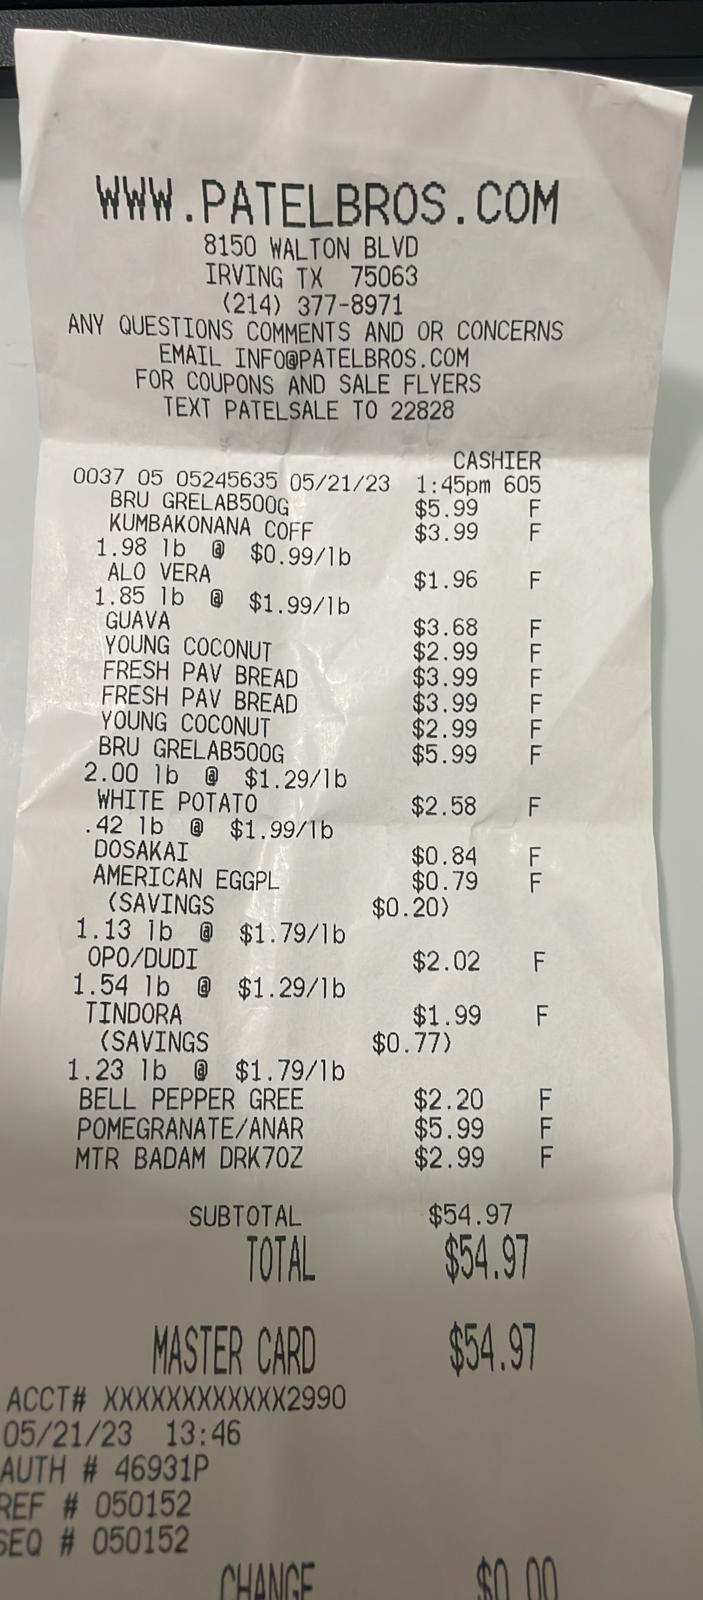 WWW.PATELBROS.COM
8150 WALTON BLVD
IRVING TX 75063
(214) 377-8971
ANY QUESTIONS COMMENTS AND OR CONCERNS
EMAIL INFO@PATELBROS.COM
FOR COUPONS AND SALE FLYERS
TEXT PATELSALE TO 22828
CASHIER
0037 05 05245635 05/21/23 1:45pm 605
BRU GRELAB500G $5.99 F
KUMBAKONANA COFF $3.99 F
1.98 lb @ $0.99/lb
ALO VERA $1.96 F
1.85 lb @ $1.99/lb
GUAVA $3.68 F
YOUNG COCONUT $2.99 F
FRESH PAV BREAD $3.99 F
FRESH PAV BREAD $3.99 F
YOUNG COCONUT $2.99 F
BRU GRELAB500G $5.99 F
2.00 lb @ $1.29/lb
WHITE POTATO $2.58 F
.42 lb @ $1.99/lb
DOSAKAI $0.84 F
AMERICAN EGGPL $0.79 F
(SAVINGS $0.20)
1.13 lb @ $1.79/lb
OPO/DUDI $2.02 F
1.54 lb @ $1.29/lb
TINDORA $1.99 F
(SAVINGS $0.77)
1.23 lb @ $1.79/lb
BELL PEPPER GREE $2.20 F
POMEGRANATE/ANAR $5.99 F
MTR BADAM DRK7OZ $2.99 F
SUBTOTAL $54.97
TOTAL $54.97
MASTER CARD $54.97
ACCT# XXXXXXXXXXXX2990
05/21/23 13:46
AUTH # 46931P
REF # 050152
SEQ # 050152
CHANGE $0.00